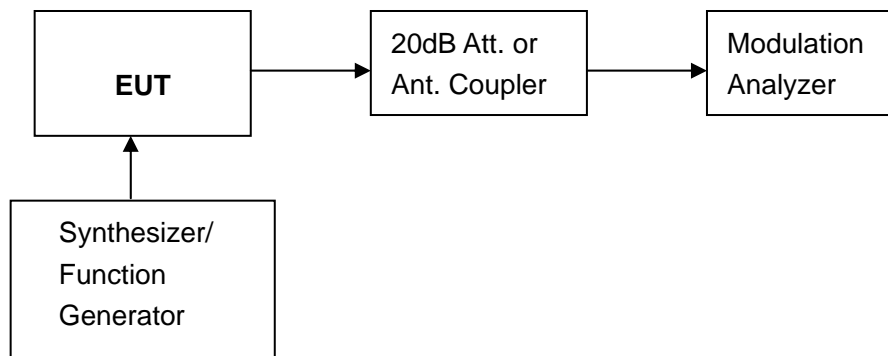 EUT
20dB Att. or
Ant. Coupler
Modulation
Analyzer
Synthesizer/
Function
Generator